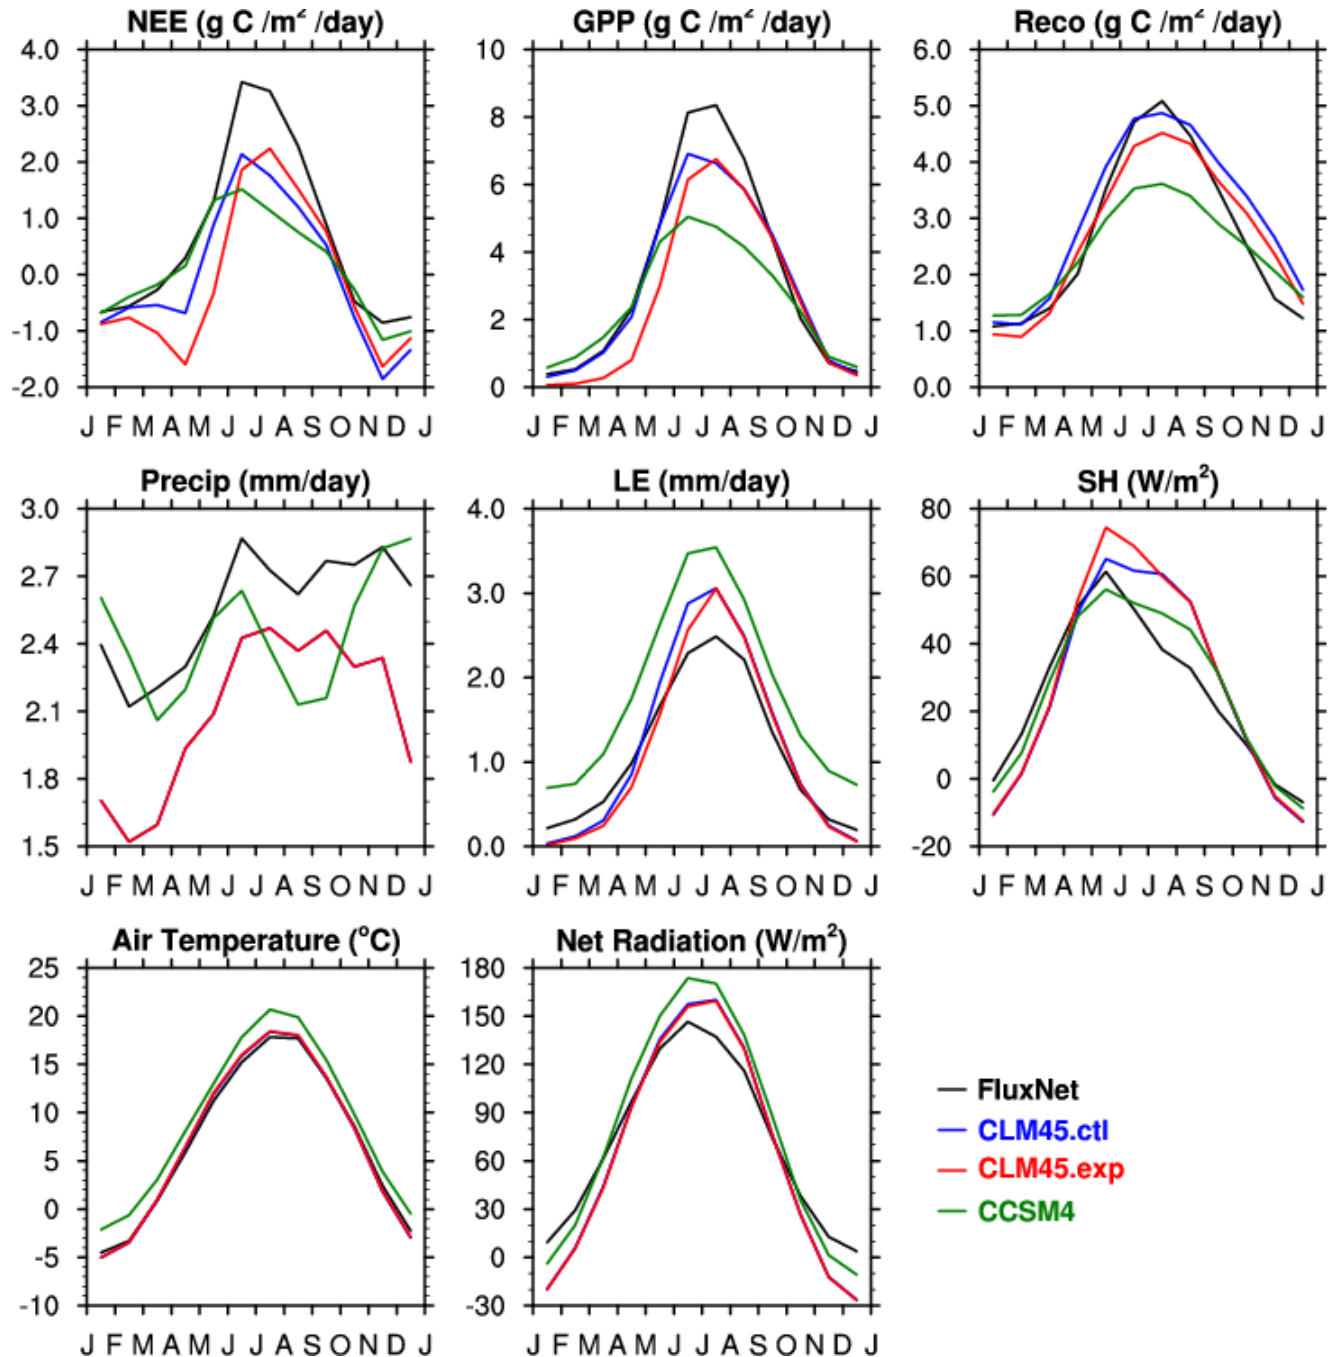 NEE (g C /m² /day)
4.0
3.0
2.0
1.0
0.0
-1.0
-2.0
J F M A M J J A S O N D J
GPP (g C /m² /day)
10
8
6
4
2
0
J F M A M J J A S O N D J
Reco (g C /m² /day)
6.0
5.0
4.0
3.0
2.0
1.0
0.0
J F M A M J J A S O N D J
Precip (mm/day)
3.0
2.7
2.4
2.1
1.8
1.5
J F M A M J J A S O N D J
LE (mm/day)
4.0
3.0
2.0
1.0
0.0
J F M A M J J A S O N D J
SH (W/m²)
80
60
40
20
0
-20
J F M A M J J A S O N D J
Air Temperature (°C)
25
20
15
10
5
0
-5
-10
J F M A M J J A S O N D J
Net Radiation (W/m²)
180
150
120
90
60
30
0
-30
J F M A M J J A S O N D J
FluxNet
CLM45.ctl
CLM45.exp
CCSM4